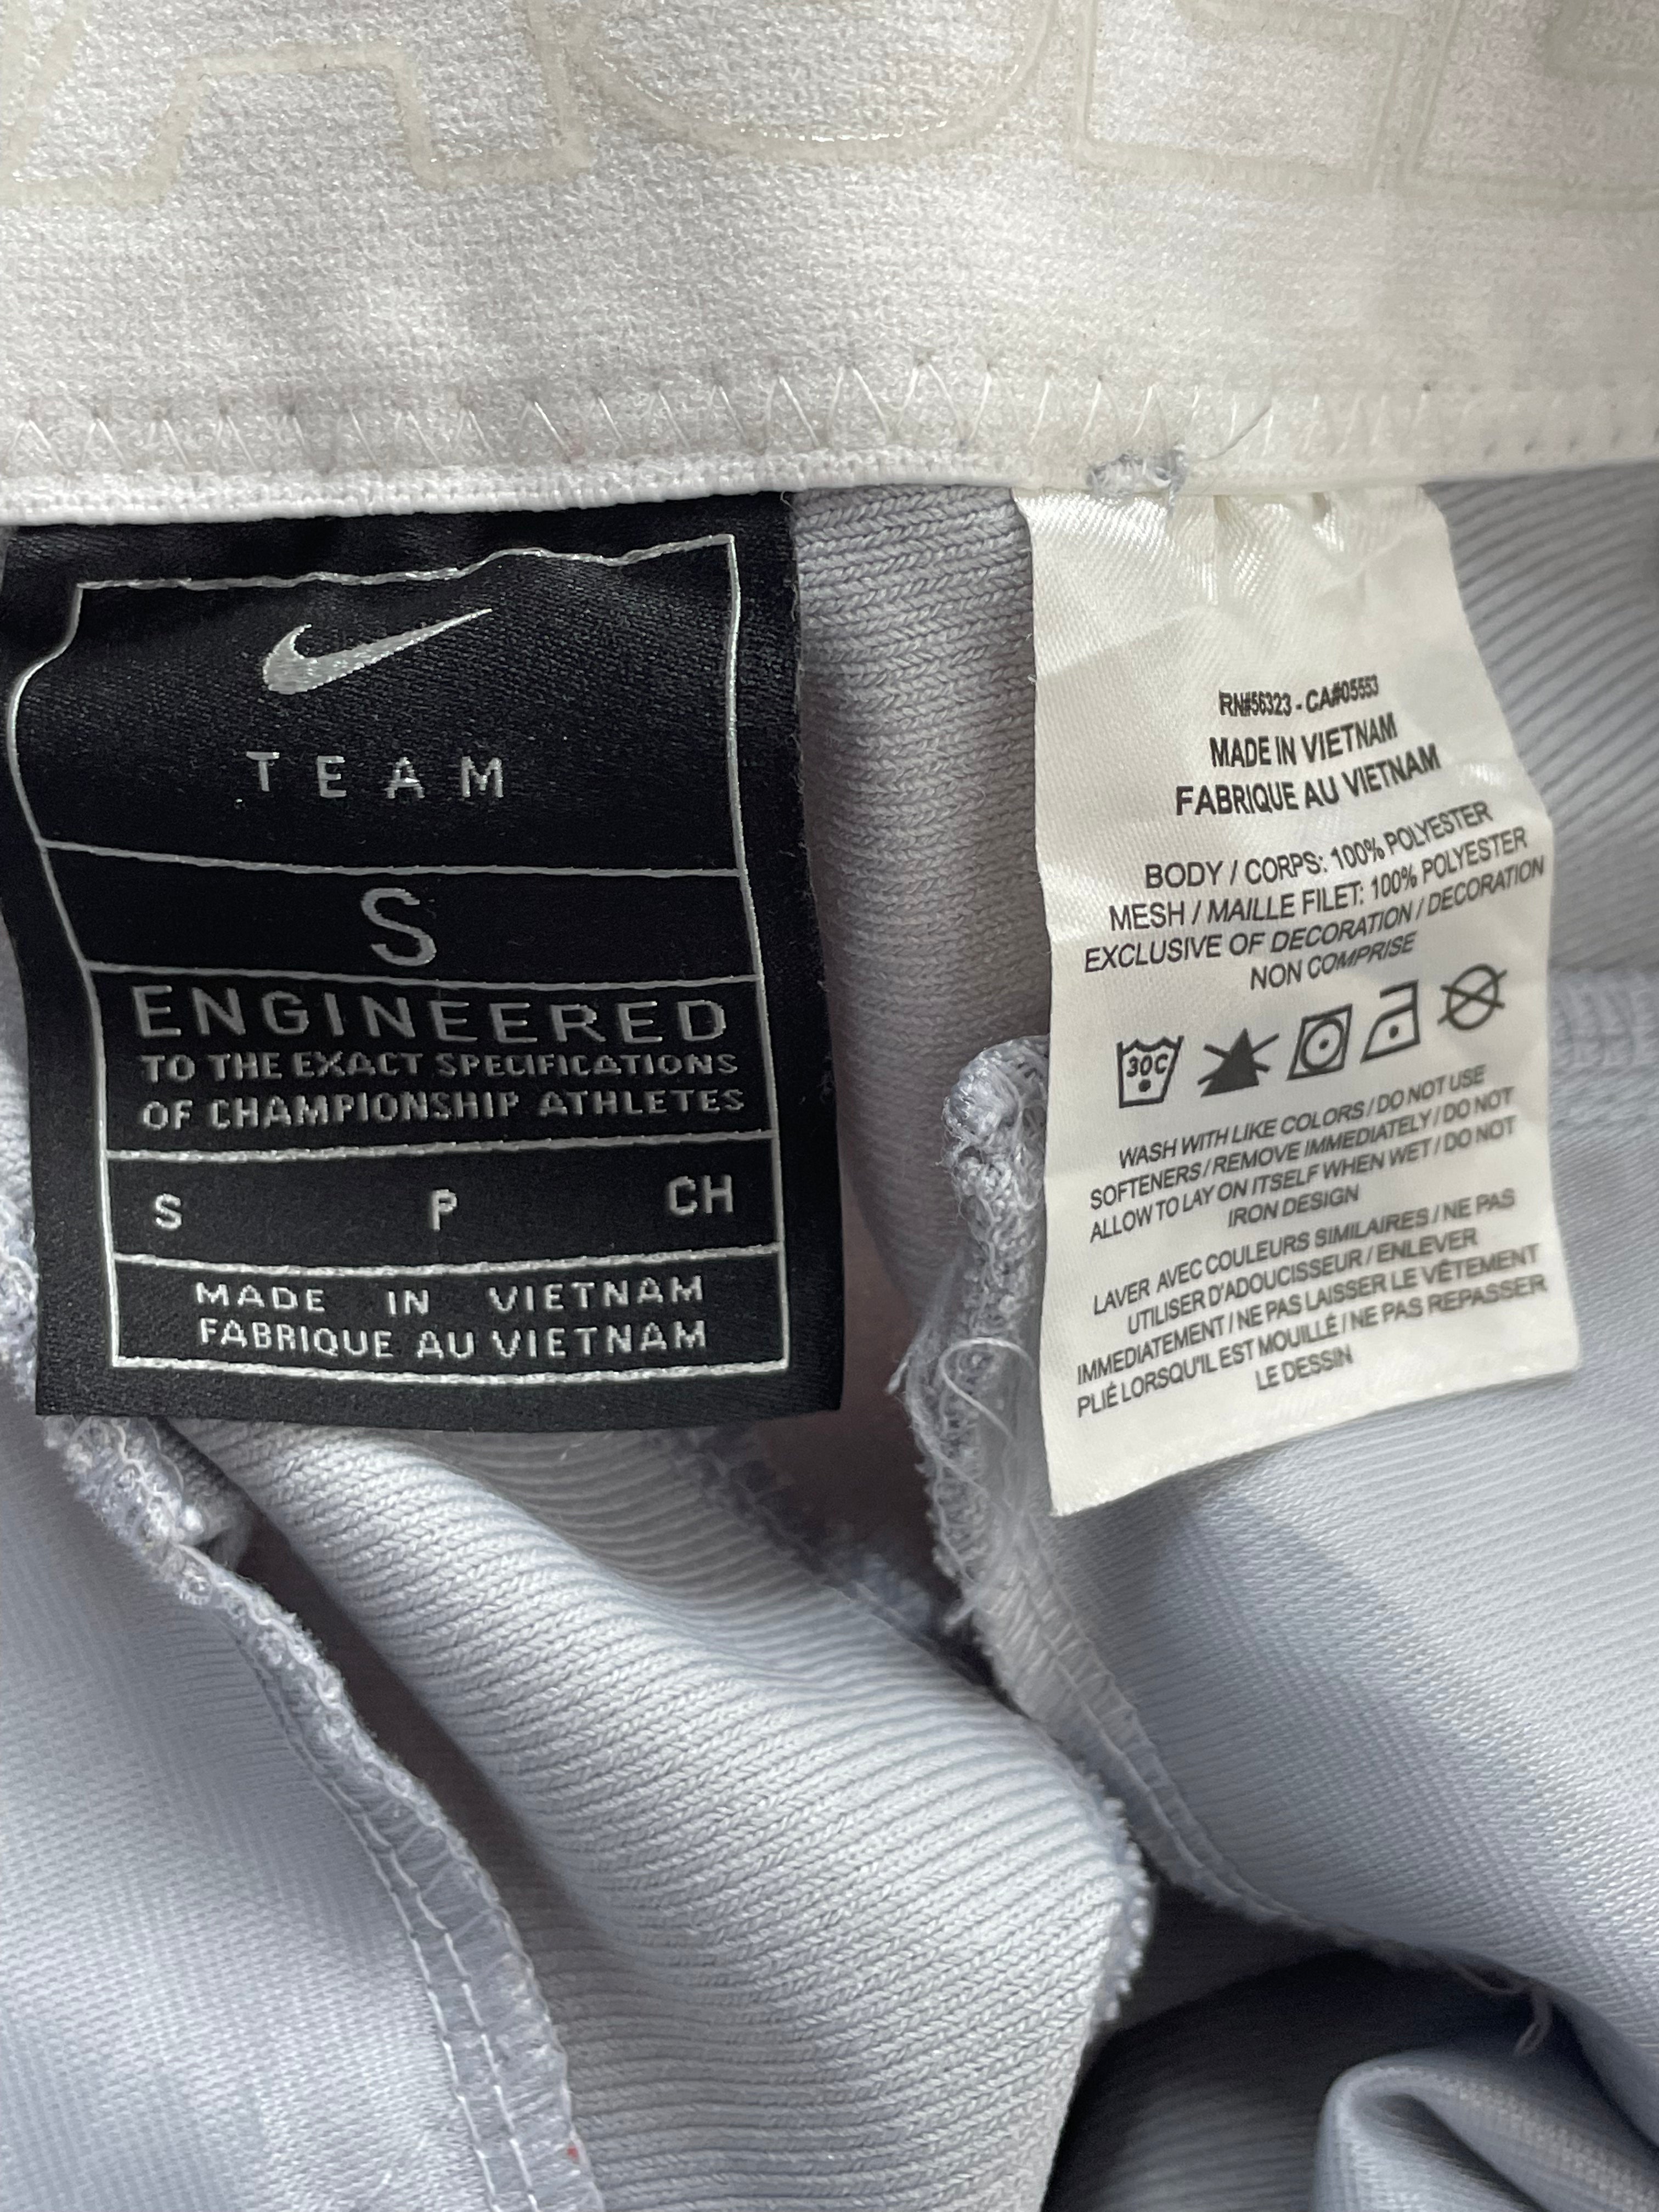 TEAM
S
ENGINEERED
TO THE EXACT SPECIFICATIONS
OF CHAMPIONSHIP ATHLETES
S P CH
MADE IN VIETNAM
FABRIQUE AU VIETNAM
RN#56323 - CA#05553
MADE IN VIETNAM
FABRIQUE AU VIETNAM
BODY / CORPS: 100% POLYESTER
MESH / MAILLE FILET: 100% POLYESTER
EXCLUSIVE OF DECORATION / DECORATION
NON COMPRISE
30C
WASH WITH LIKE COLORS / DO NOT USE
SOFTENERS / REMOVE IMMEDIATELY / DO NOT
ALLOW TO LAY ON ITSELF WHEN WET / DO NOT
IRON DESIGN
LAVER AVEC COULEURS SIMILAIRES / NE PAS
UTILISER D'ADOUCISSEUR / ENLEVER
IMMEDIATEMENT / NE PAS LAISSER LE VÊTEMENT
PLIÉ LORSQU'IL EST MOUILLÉ / NE PAS REPASSER
LE DESSIN